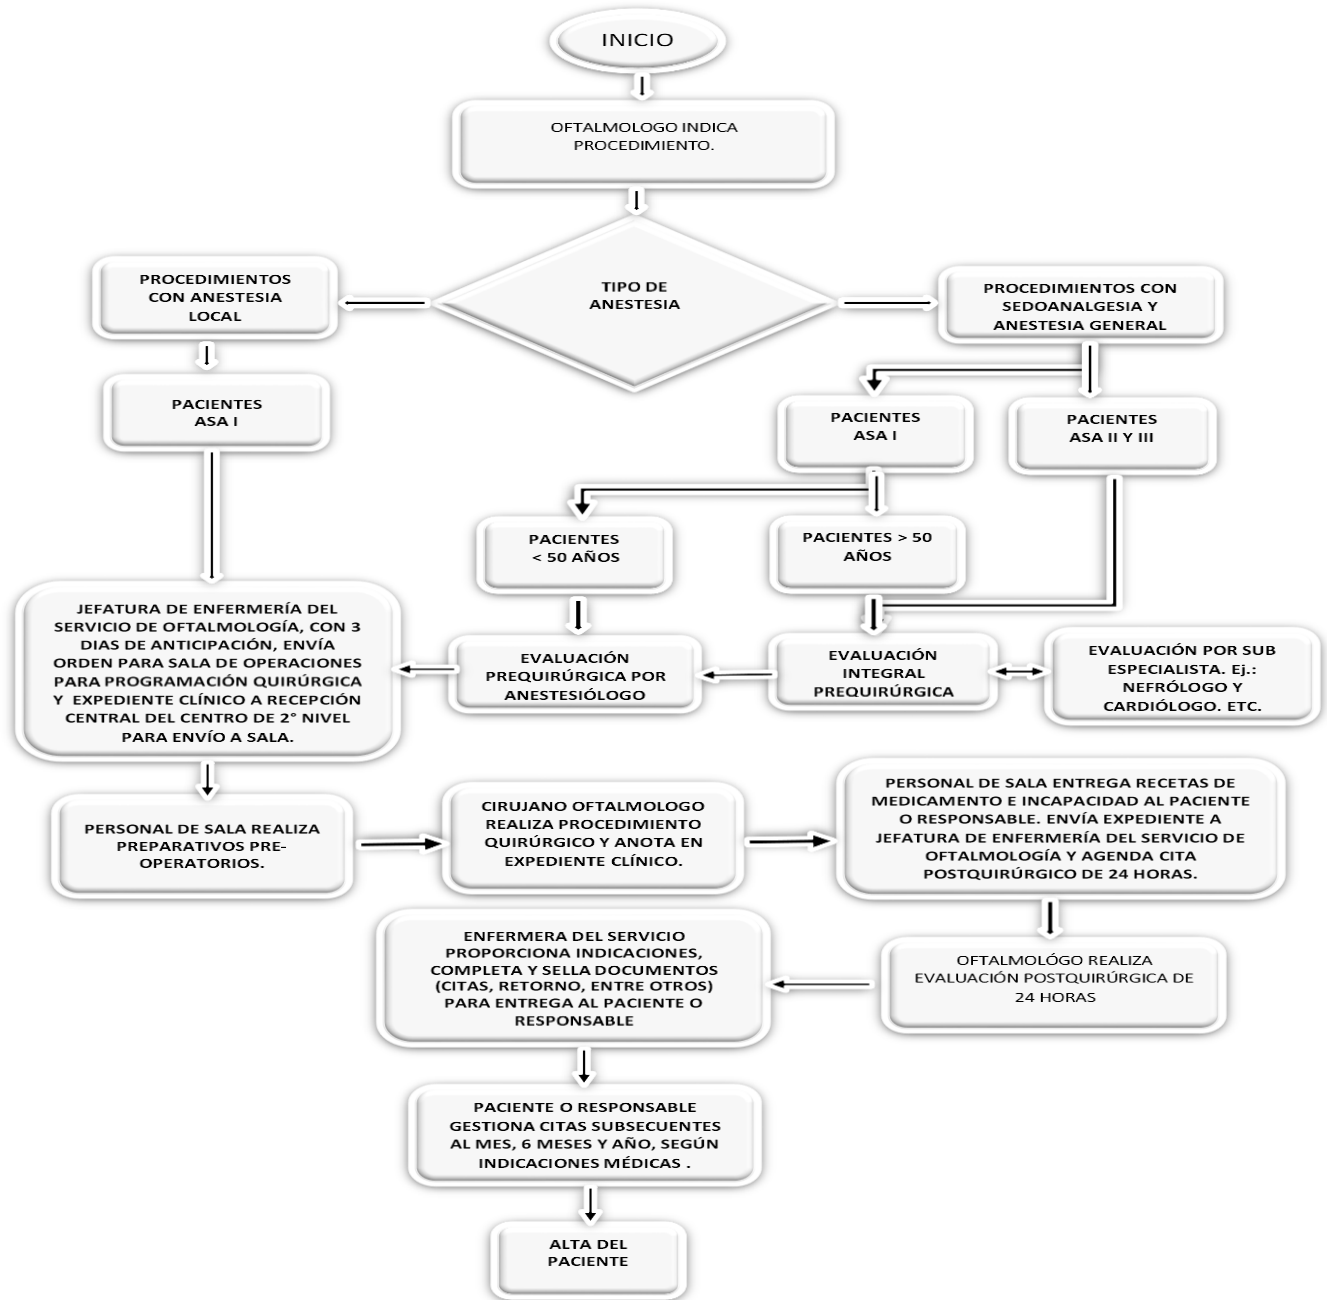 INICIO
OFTALMOLOGO INDICA
PROCEDIMIENTO.
TIPO DE
ANESTESIA
PROCEDIMIENTOS
CON ANESTESIA
LOCAL
PROCEDIMIENTOS CON
SEDOANALGESIA Y
ANESTESIA GENERAL
PACIENTES
ASA I
PACIENTES
ASA I
PACIENTES
ASA II Y III
PACIENTES
< 50 AÑOS
PACIENTES > 50
AÑOS
JEFATURA DE ENFERMERÍA DEL
SERVICIO DE OFTALMOLOGÍA, CON 3
DIAS DE ANTICIPACIÓN, ENVÍA
ORDEN PARA SALA DE OPERACIONES
PARA PROGRAMACIÓN QUIRÚRGICA
Y EXPEDIENTE CLÍNICO A RECEPCIÓN
CENTRAL DEL CENTRO DE 2° NIVEL
PARA ENVÍO A SALA.
EVALUACIÓN
PREQUIRÚRGICA POR
ANESTESIÓLOGO
EVALUACIÓN
INTEGRAL
PREQUIRÚRGICA
EVALUACIÓN POR SUB
ESPECIALISTA. Ej.:
NEFRÓLOGO Y
CARDIÓLOGO. ETC.
PERSONAL DE SALA REALIZA
PREPARATIVOS PRE-
OPERATORIOS.
CIRUJANO OFTALMOLOGO
REALIZA PROCEDIMIENTO
QUIRÚRGICO Y ANOTA EN
EXPEDIENTE CLÍNICO.
PERSONAL DE SALA ENTREGA RECETAS DE
MEDICAMENTO E INCAPACIDAD AL PACIENTE
O RESPONSABLE. ENVÍA EXPEDIENTE A
JEFATURA DE ENFERMERÍA DEL SERVICIO DE
OFTALMOLOGÍA Y AGENDA CITA
POSTQUIRÚRGICO DE 24 HORAS.
OFTALMOLÓGO REALIZA
EVALUACIÓN POSTQUIRÚRGICA DE
24 HORAS
ENFERMERA DEL SERVICIO
PROPORCIONA INDICACIONES,
COMPLETA Y SELLA DOCUMENTOS
(CITAS, RETORNO, ENTRE OTROS)
PARA ENTREGA AL PACIENTE O
RESPONSABLE
PACIENTE O RESPONSABLE
GESTIONA CITAS SUBSECUENTES
AL MES, 6 MESES Y AÑO, SEGÚN
INDICACIONES MÉDICAS .
ALTA DEL
PACIENTE